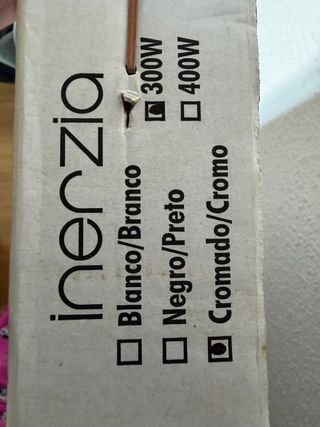 inerzia
Blanco/Branco
Negro/Preto
Cromado/Cromo
300W
400W